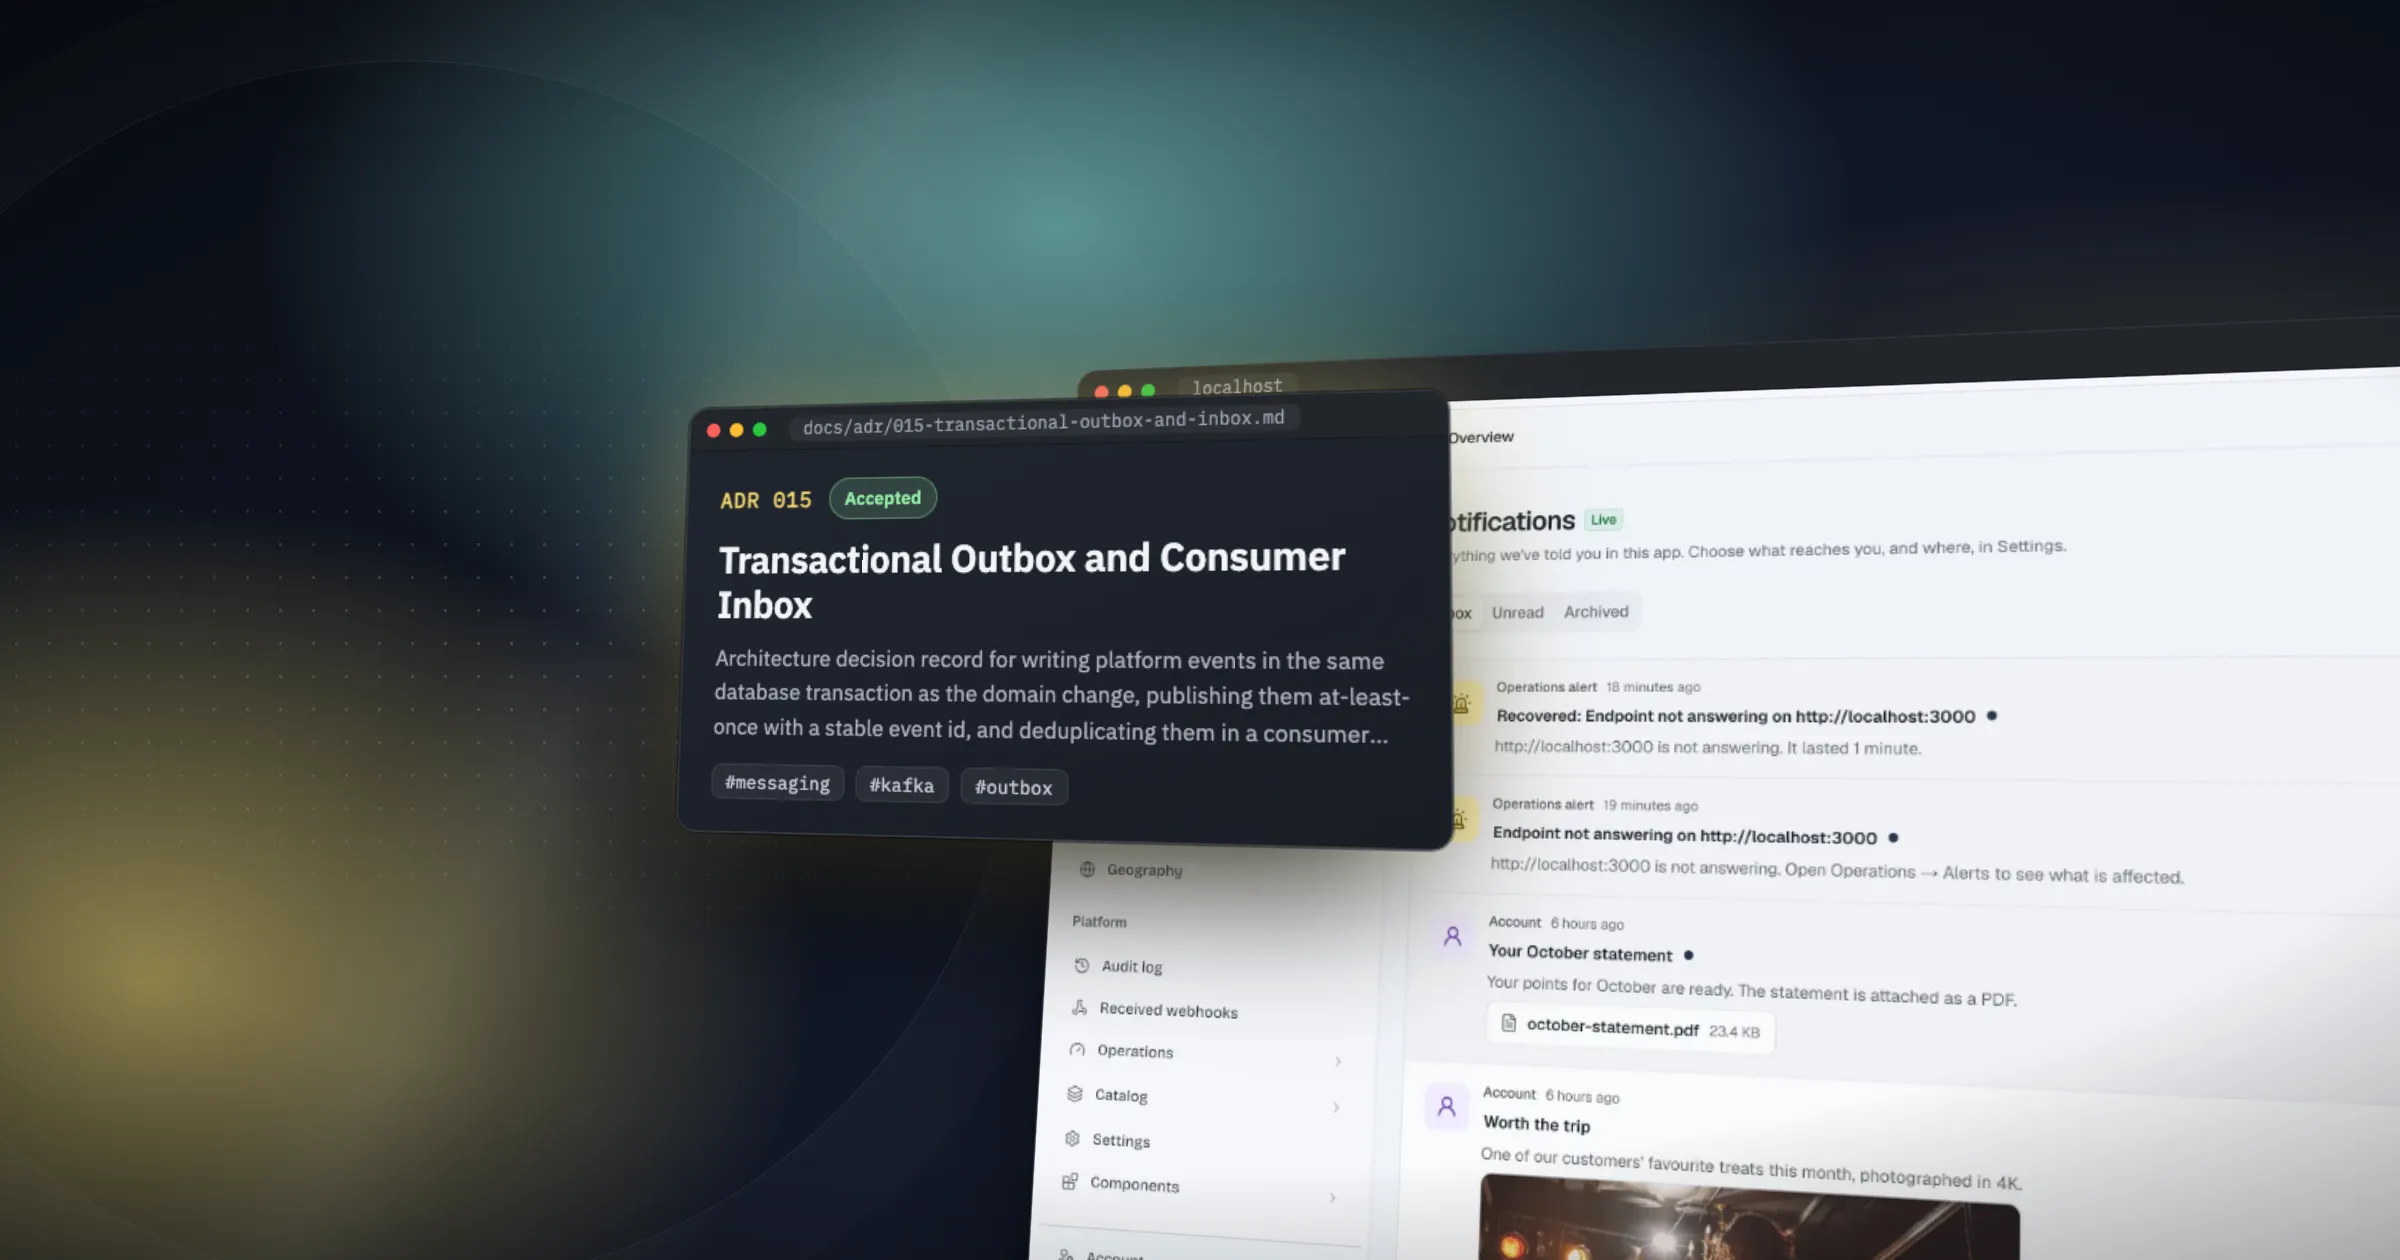 localhost
docs/adr/015-transactional-outbox-and-inbox.md
ADR 015 Accepted
Transactional Outbox and Consumer
Inbox
Architecture decision record for writing platform events in the same
database transaction as the domain change, publishing them at-least-
once with a stable event id, and deduplicating them in a consumer...
#messaging #kafka #outbox
Overview
otifications Live
ything we've told you in this app. Choose what reaches you, and where, in Settings.
ox Unread Archived
Operations alert 18 minutes ago
Recovered: Endpoint not answering on http://localhost:3000
http://localhost:3000 is not answering. It lasted 1 minute.
Operations alert 19 minutes ago
Endpoint not answering on http://localhost:3000
http://localhost:3000 is not answering. Open Operations → Alerts to see what is affected.
Account 6 hours ago
Your October statement
Your points for October are ready. The statement is attached as a PDF.
october-statement.pdf 23.4 KB
Account 6 hours ago
Worth the trip
One of our customers' favourite treats this month, photographed in 4K.
Geography
Platform
Audit log
Received webhooks
Operations
Catalog
Settings
Components
Account